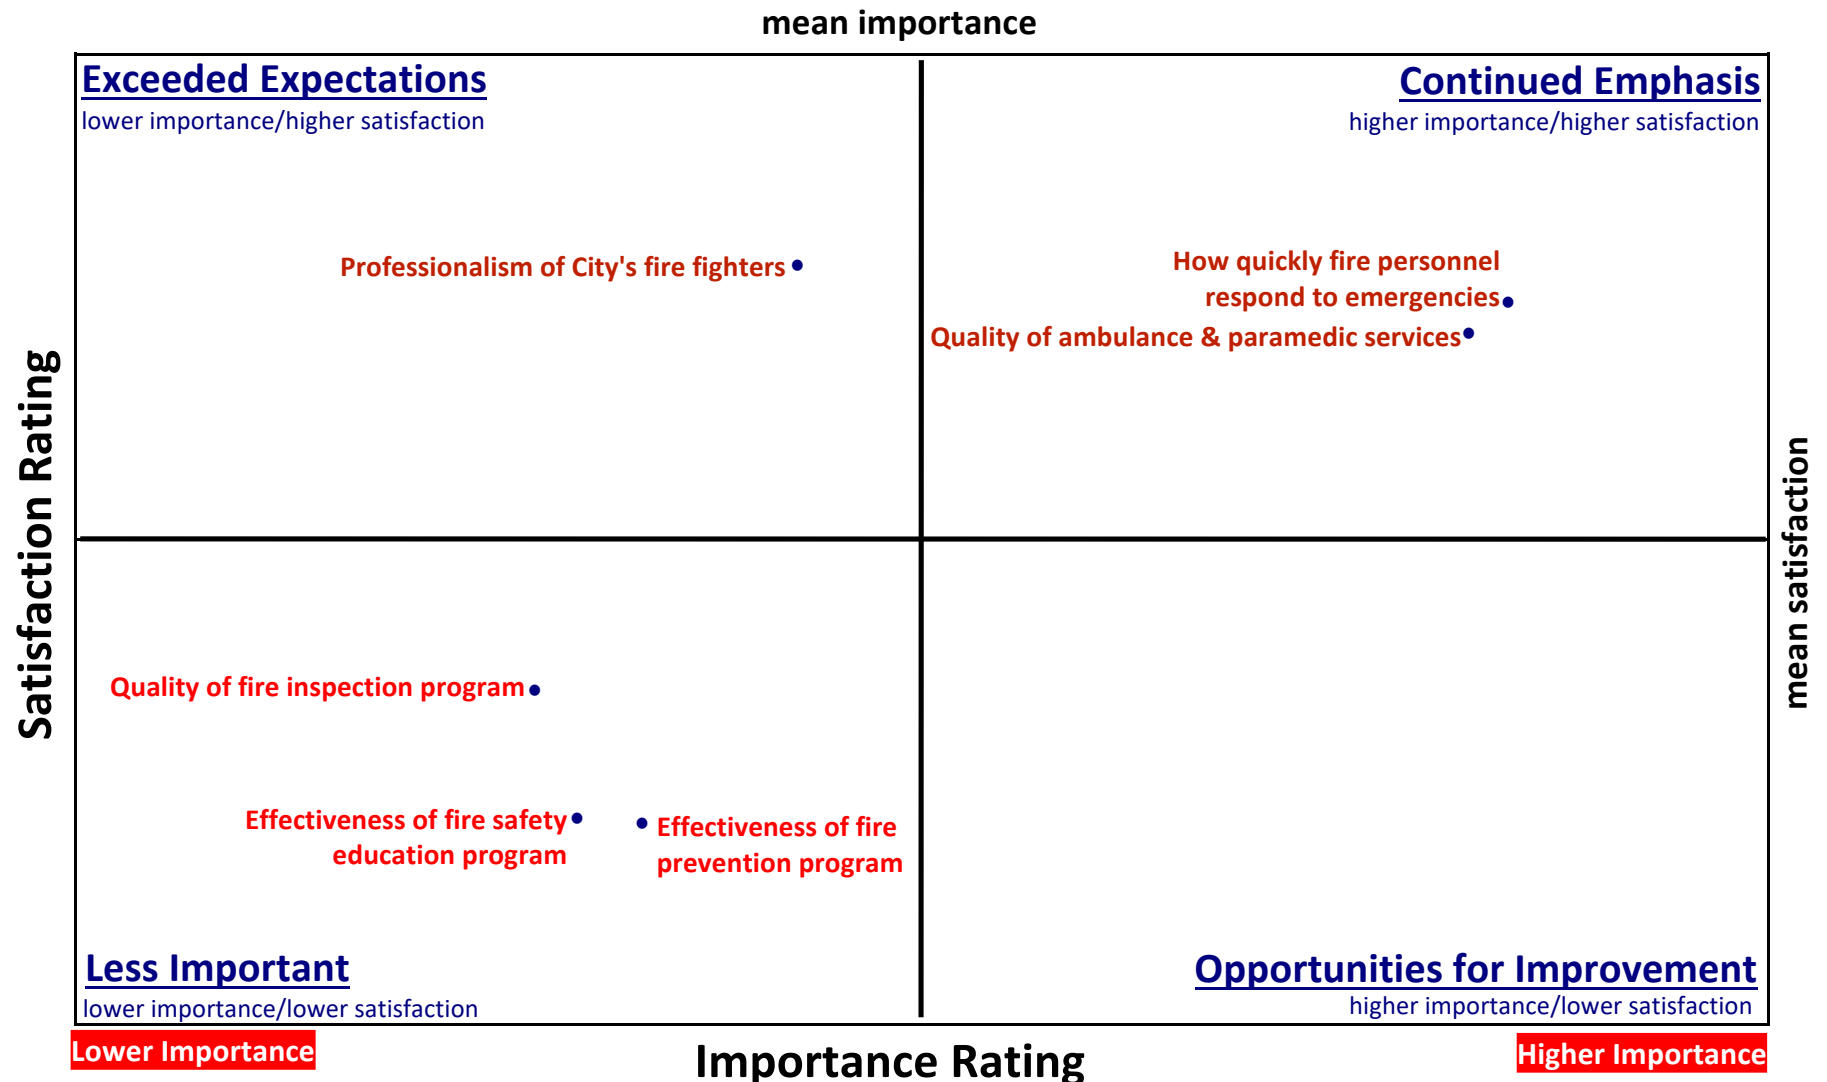 mean importance
Exceeded Expectations
lower importance/higher satisfaction
Continued Emphasis
higher importance/higher satisfaction
Professionalism of City's fire fighters
How quickly fire personnel
respond to emergencies
Quality of ambulance & paramedic services
Satisfaction Rating
mean satisfaction
Quality of fire inspection program
Effectiveness of fire safety
education program
Effectiveness of fire
prevention program
Less Important
lower importance/lower satisfaction
Opportunities for Improvement
higher importance/lower satisfaction
Lower Importance
Importance Rating
Higher Importance